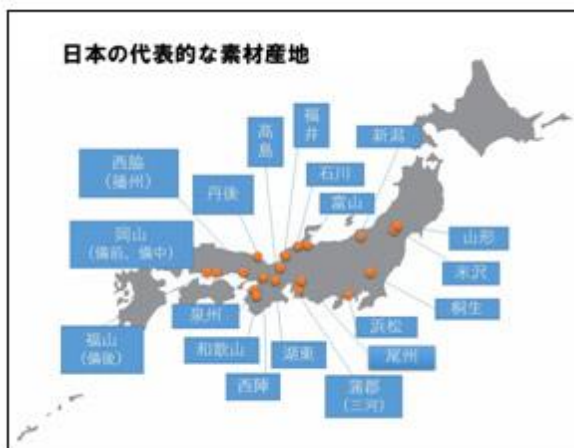 日本の代表的な素材産地
西脇
(播州)
丹後
高島
福井
石川
富山
新潟
岡山
(備前、備中)
福山
(備後)
泉州
和歌山
西陣
湖東
蒲郡
(三河)
尾州
浜松
桐生
米沢
山形